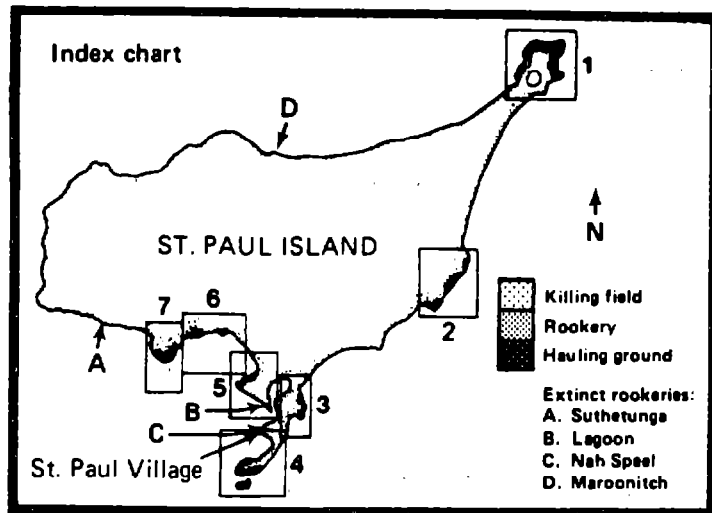 Index chart
1
D
N
ST. PAUL ISLAND
Killing field
Rookery
Hauling ground
2
7
6
A
5
B
3
C
St. Paul Village
4
Extinct rookeries:
A. Suthetunga
B. Lagoon
C. Nah Speel
D. Maroonitch